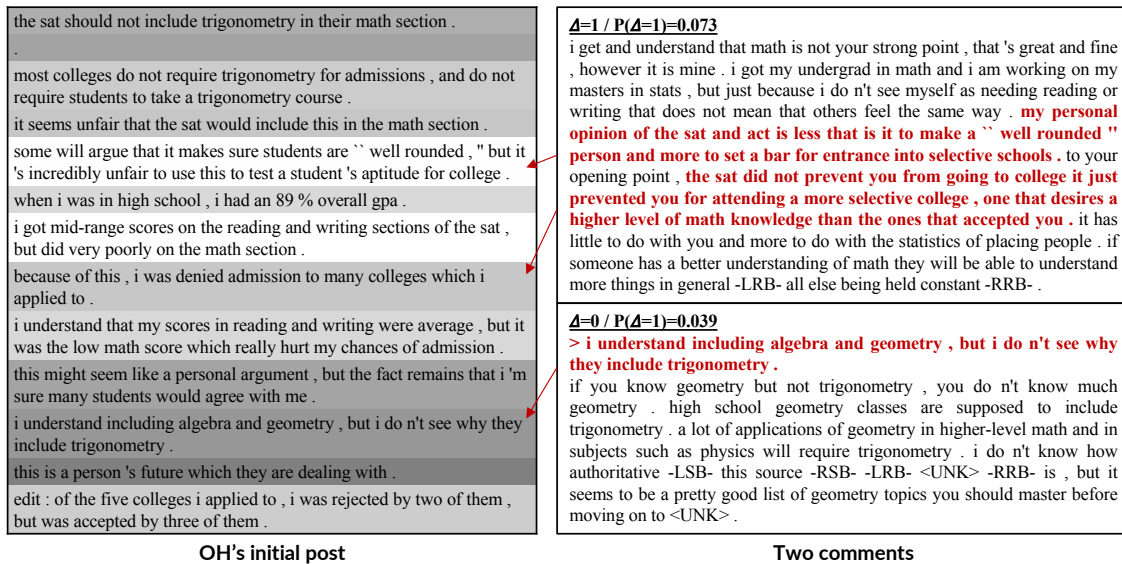 the sat should not include trigonometry in their math section .
.
most colleges do not require trigonometry for admissions , and do not
require students to take a trigonometry course .
it seems unfair that the sat would include this in the math section .
some will argue that it makes sure students are `` well rounded , '' but it
's incredibly unfair to use this to test a student 's aptitude for college .
when i was in high school , i had an 89 % overall gpa .
i got mid-range scores on the reading and writing sections of the sat ,
but did very poorly on the math section .
because of this , i was denied admission to many colleges which i
applied to .
i understand that my scores in reading and writing were average , but it
was the low math score which really hurt my chances of admission .
this might seem like a personal argument , but the fact remains that i 'm
sure many students would agree with me .
i understand including algebra and geometry , but i do n't see why they
include trigonometry .
this is a person 's future which they are dealing with .
edit : of the five colleges i applied to , i was rejected by two of them ,
but was accepted by three of them .
OH's initial post
Δ=1 / P(Δ=1)=0.073
i get and understand that math is not your strong point , that 's great and fine
, however it is mine . i got my undergrad in math and i am working on my
masters in stats , but just because i do n't see myself as needing reading or
writing that does not mean that others feel the same way . my personal
opinion of the sat and act is less that is it to make a `` well rounded ''
person and more to set a bar for entrance into selective schools . to your
opening point , the sat did not prevent you from going to college it just
prevented you for attending a more selective college , one that desires a
higher level of math knowledge than the ones that accepted you . it has
little to do with you and more to do with the statistics of placing people . if
someone has a better understanding of math they will be able to understand
more things in general -LRB- all else being held constant -RRB- .
Δ=0 / P(Δ=1)=0.039
> i understand including algebra and geometry , but i do n't see why
they include trigonometry .
if you know geometry but not trigonometry , you do n't know much
geometry . high school geometry classes are supposed to include
trigonometry . a lot of applications of geometry in higher-level math and in
subjects such as physics will require trigonometry . i do n't know how
authoritative -LSB- this source -RSB- -LRB- <UNK> -RRB- is , but it
seems to be a pretty good list of geometry topics you should master before
moving on to <UNK> .
Two comments